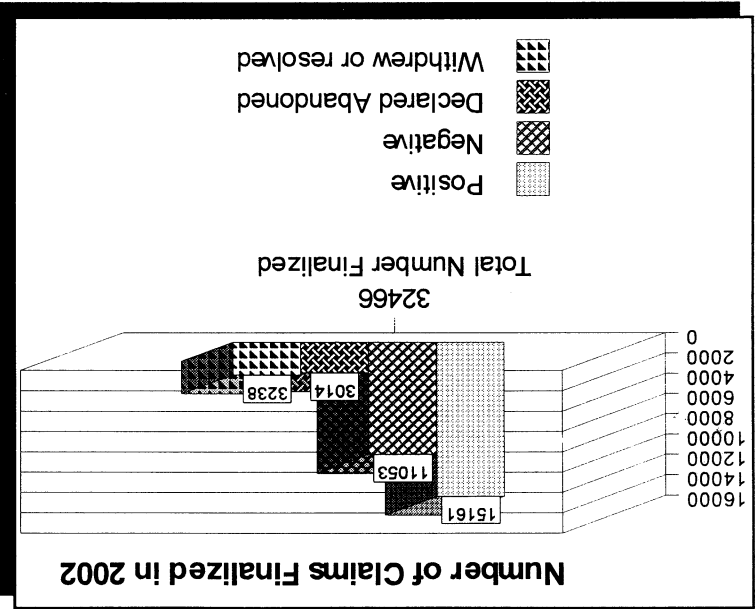 Number of Claims Finalized in 2002
16000
14000
12000
10000
8000
6000
4000
2000
0
15161
11053
3014
3238
32466
Total Number Finalized
Positive
Negative
Declared Abandoned
Withdrew or resolved